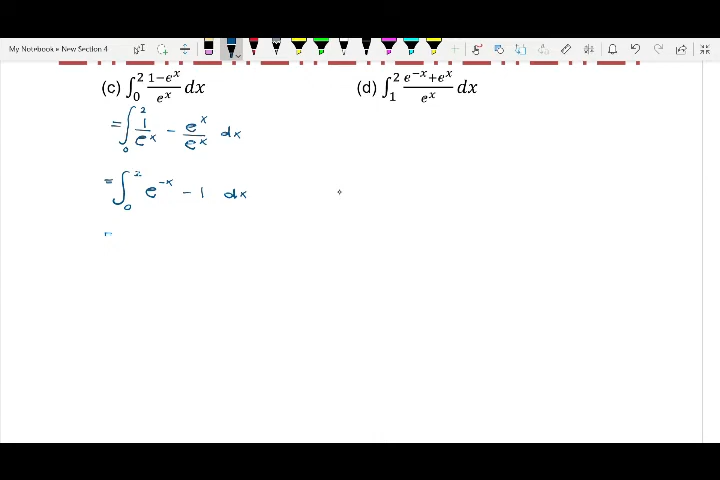 My Notebook » New Section 4
(c) ∫₀² (1−eˣ)/eˣ dx (d) ∫₁² (e⁻ˣ+eˣ)/eˣ dx
= ∫₀² 1/eˣ − eˣ/eˣ dx
= ∫₀² e⁻ˣ − 1 dx
=